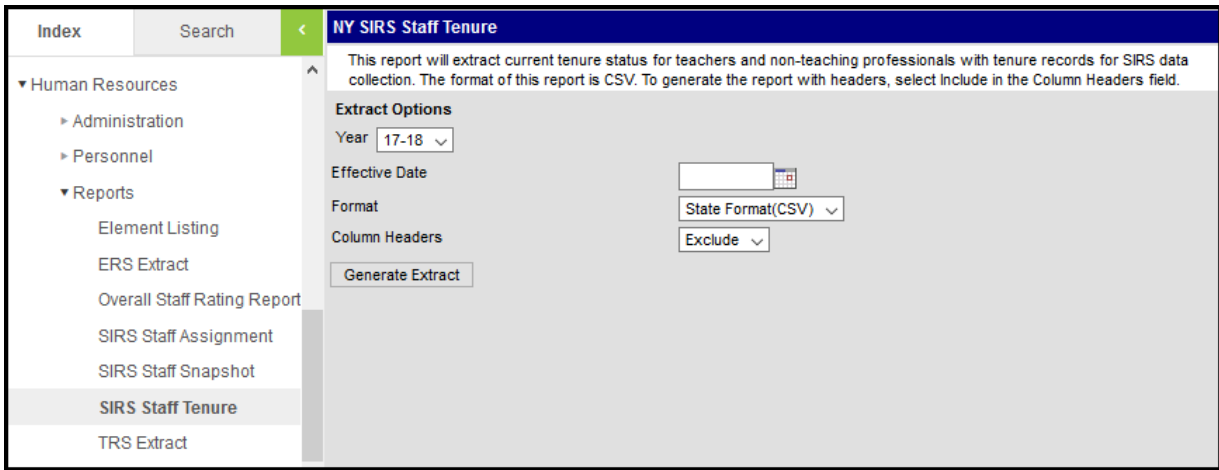 Index
Search
Human Resources
Administration
Personnel
Reports
Element Listing
ERS Extract
Overall Staff Rating Report
SIRS Staff Assignment
SIRS Staff Snapshot
SIRS Staff Tenure
TRS Extract
NY SIRS Staff Tenure
This report will extract current tenure status for teachers and non-teaching professionals with tenure records for SIRS data
collection. The format of this report is CSV. To generate the report with headers, select Include in the Column Headers field.
Extract Options
Year 17-18
Effective Date
Format State Format(CSV)
Column Headers Exclude
Generate Extract